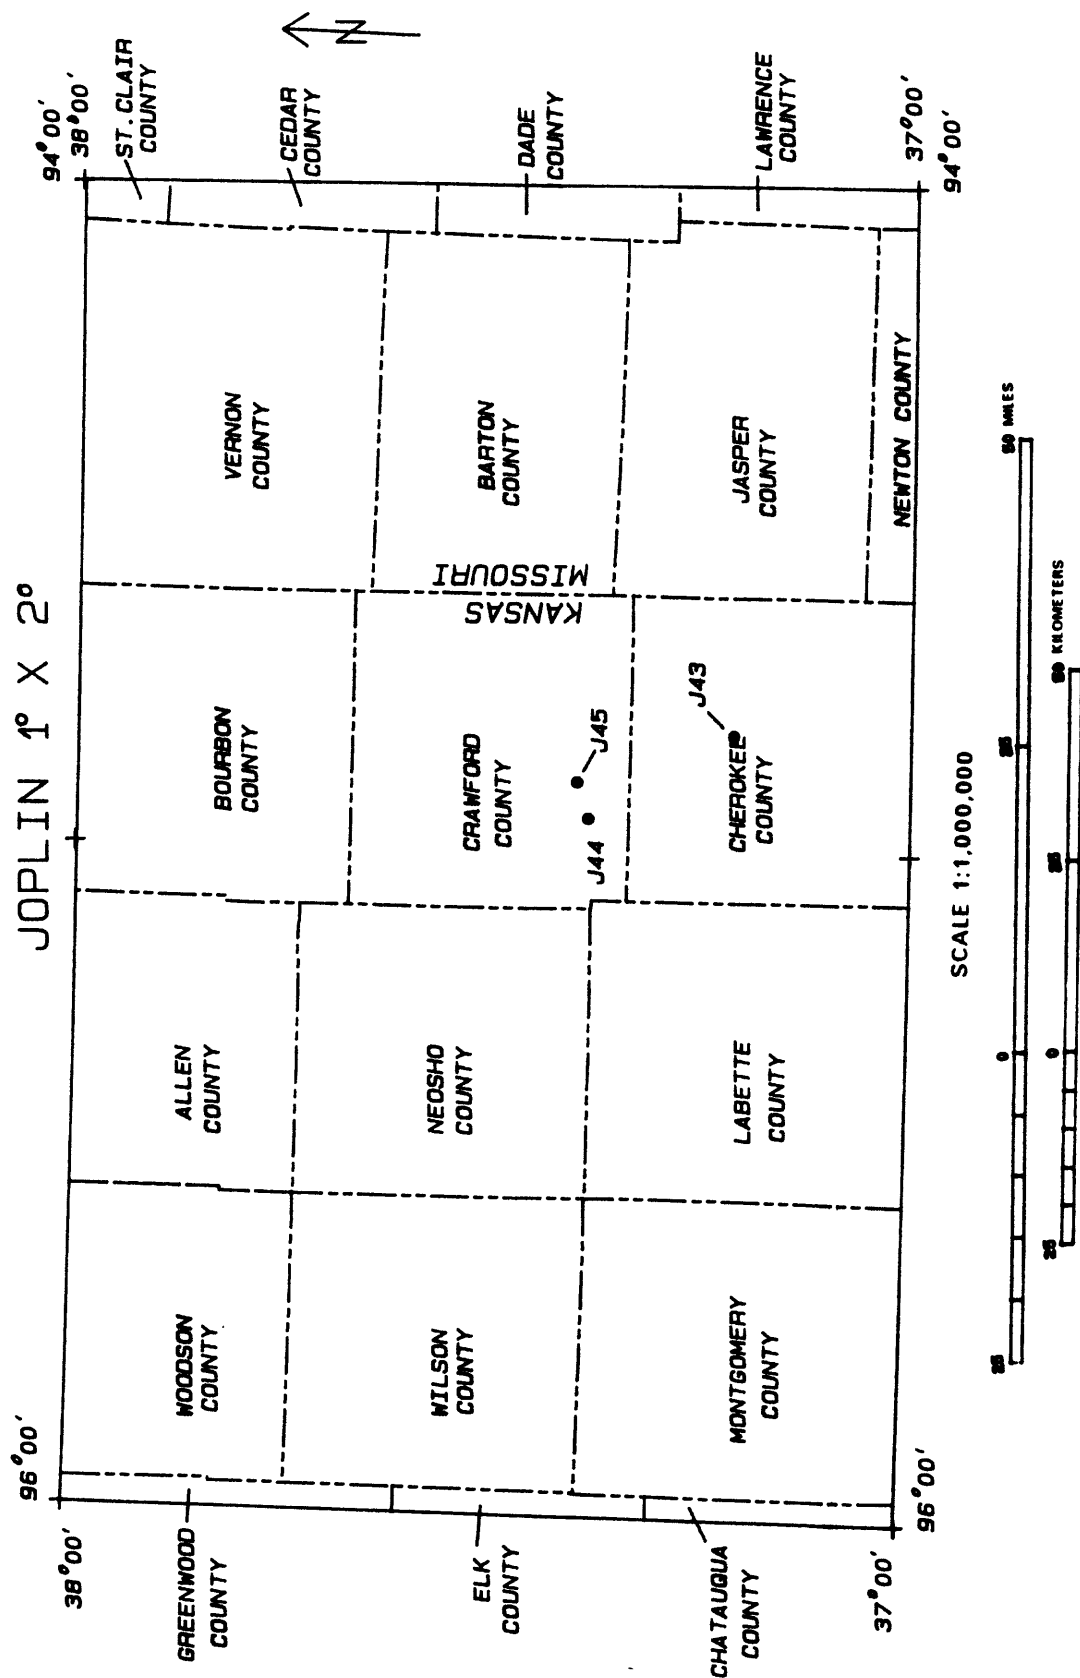 JOPLIN 1° X 2°
96°00'
94°00'
38°00'
38°00'
N
GREENWOOD
COUNTY
WOODSON
COUNTY
ALLEN
COUNTY
BOURBON
COUNTY
VERNON
COUNTY
ST. CLAIR
COUNTY
CEDAR
COUNTY
ELK
COUNTY
WILSON
COUNTY
NEOSHO
COUNTY
CRAWFORD
COUNTY
KANSAS
MISSOURI
BARTON
COUNTY
DADE
COUNTY
J44
J45
CHATAUQUA
COUNTY
MONTGOMERY
COUNTY
LABETTE
COUNTY
CHEROKEE
COUNTY
J43
JASPER
COUNTY
LAWRENCE
COUNTY
NEWTON COUNTY
37°00'
37°00'
96°00'
94°00'
SCALE 1:1,000,000
25 0 25 50 MILES
25 0 25 50 KILOMETERS